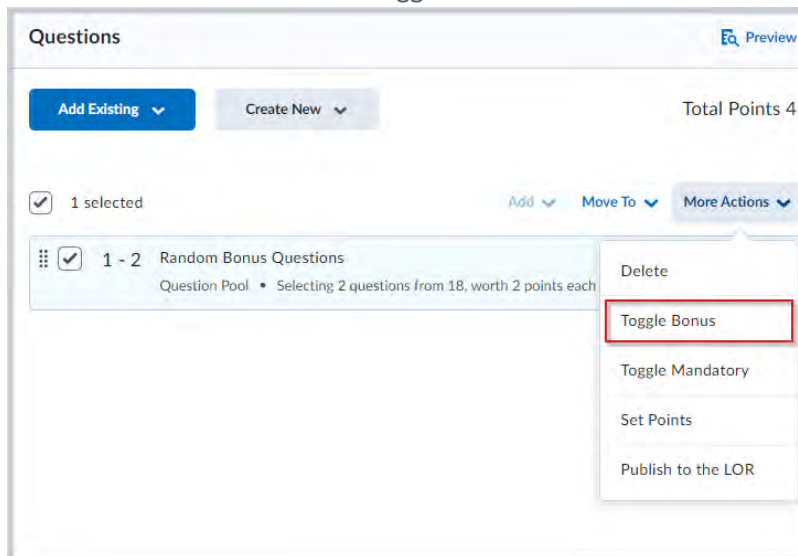 Questions
Preview
Add Existing
Create New
Total Points 4
1 selected
Add
Move To
More Actions
1 - 2 Random Bonus Questions
Question Pool • Selecting 2 questions from 18, worth 2 points each
Delete
Toggle Bonus
Toggle Mandatory
Set Points
Publish to the LOR